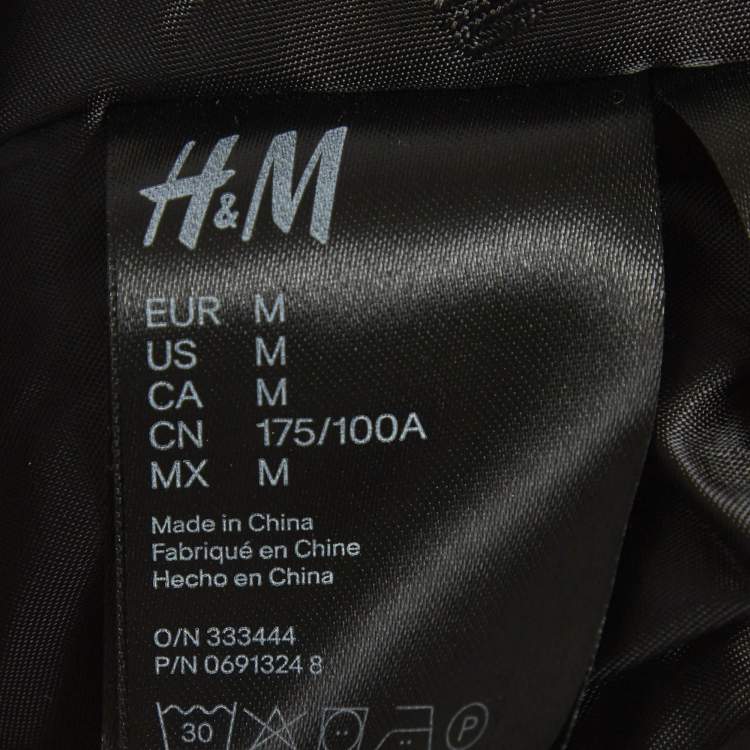 H&M
EUR M
US M
CA M
CN 175/100A
MX M
Made in China
Fabriqué en Chine
Hecho en China
O/N 333444
P/N 0691324 8
30 P